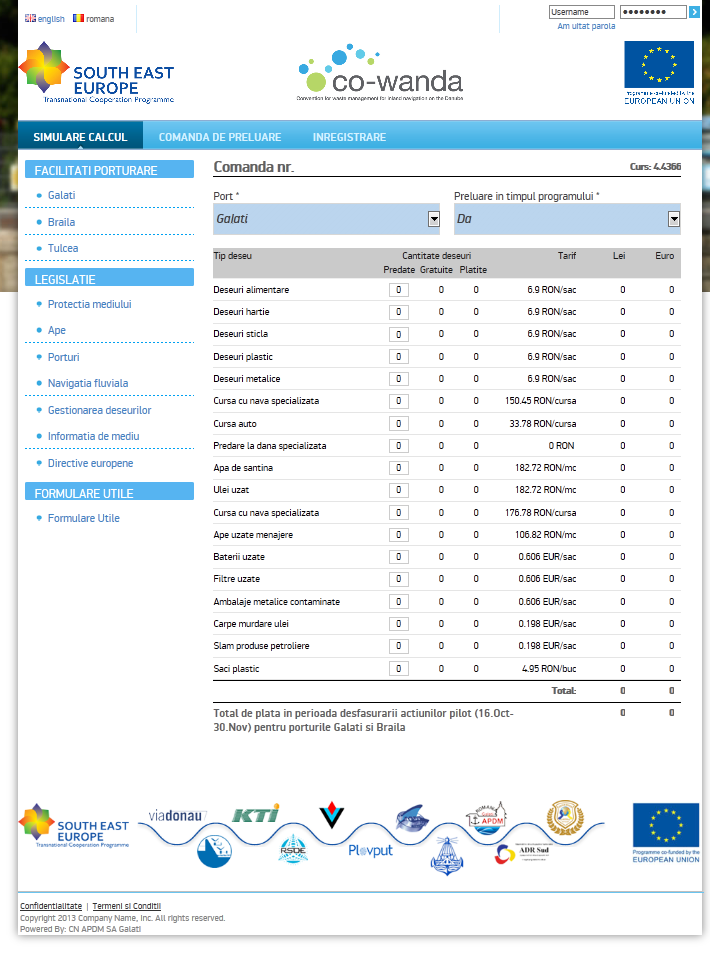 english romana
Username
Am uitat parola
SOUTH EAST
EUROPE
Transnational Cooperation Programme
co-wanda
Convention for waste management for inland navigation on the Danube
Programme co-funded by the
EUROPEAN UNION
SIMULARE CALCUL COMANDA DE PRELUARE INREGISTRARE
FACILITATI PORTURARE
Galati
Braila
Tulcea
LEGISLATIE
Protectia mediului
Ape
Porturi
Navigatia fluviala
Gestionarea deseurilor
Informatia de mediu
Directive europene
FORMULARE UTILE
Formulare Utile
Comanda nr. Curs: 4.4366
Port * Preluare in timpul programului *
Galati Da
Tip deseu Cantitate deseuri Tarif Lei Euro
Predate Gratuite Platite
Deseuri alimentare 0 0 0 6.9 RON/sac 0 0
Deseuri hartie 0 0 0 6.9 RON/sac 0 0
Deseuri sticla 0 0 0 6.9 RON/sac 0 0
Deseuri plastic 0 0 0 6.9 RON/sac 0 0
Deseuri metalice 0 0 0 6.9 RON/sac 0 0
Cursa cu nava specializata 0 0 0 150.45 RON/cursa 0 0
Cursa auto 0 0 0 33.78 RON/cursa 0 0
Predare la dana specializata 0 0 0 0 RON 0 0
Apa de santina 0 0 0 182.72 RON/mc 0 0
Ulei uzat 0 0 0 182.72 RON/mc 0 0
Cursa cu nava specializata 0 0 0 176.78 RON/cursa 0 0
Ape uzate menajere 0 0 0 106.82 RON/mc 0 0
Baterii uzate 0 0 0 0.606 EUR/sac 0 0
Filtre uzate 0 0 0 0.606 EUR/sac 0 0
Ambalaje metalice contaminate 0 0 0 0.606 EUR/sac 0 0
Carpe murdare ulei 0 0 0 0.198 EUR/sac 0 0
Slam produse petroliere 0 0 0 0.198 EUR/sac 0 0
Saci plastic 0 0 0 4.95 RON/buc 0 0
Total: 0 0
Total de plata in perioada desfasurarii actiunilor pilot (16.Oct- 0 0
30.Nov) pentru porturile Galati si Braila
SOUTH EAST
EUROPE
Transnational Cooperation Programme
viadonau KTI
APDM
RSDE Plovput ADR Sud
Programme co-funded by the
EUROPEAN UNION
Confidentialitate | Termeni si Conditii
Copyright 2013 Company Name, Inc. All rights reserved.
Powered By: CN APDM SA Galati